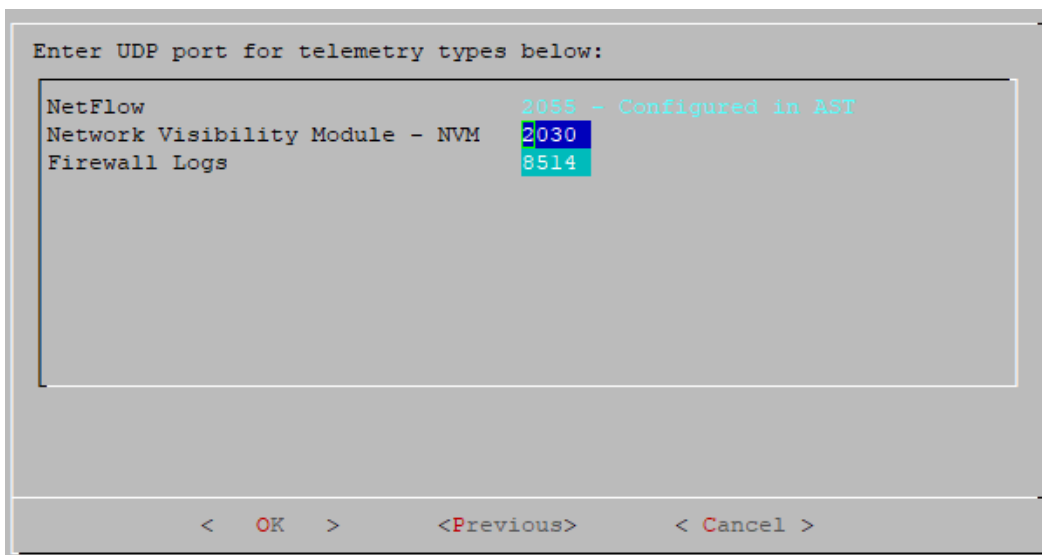 Enter UDP port for telemetry types below:
NetFlow 2055 - Configured in AST
Network Visibility Module - NVM 2030
Firewall Logs 8514
< OK > <Previous> < Cancel >